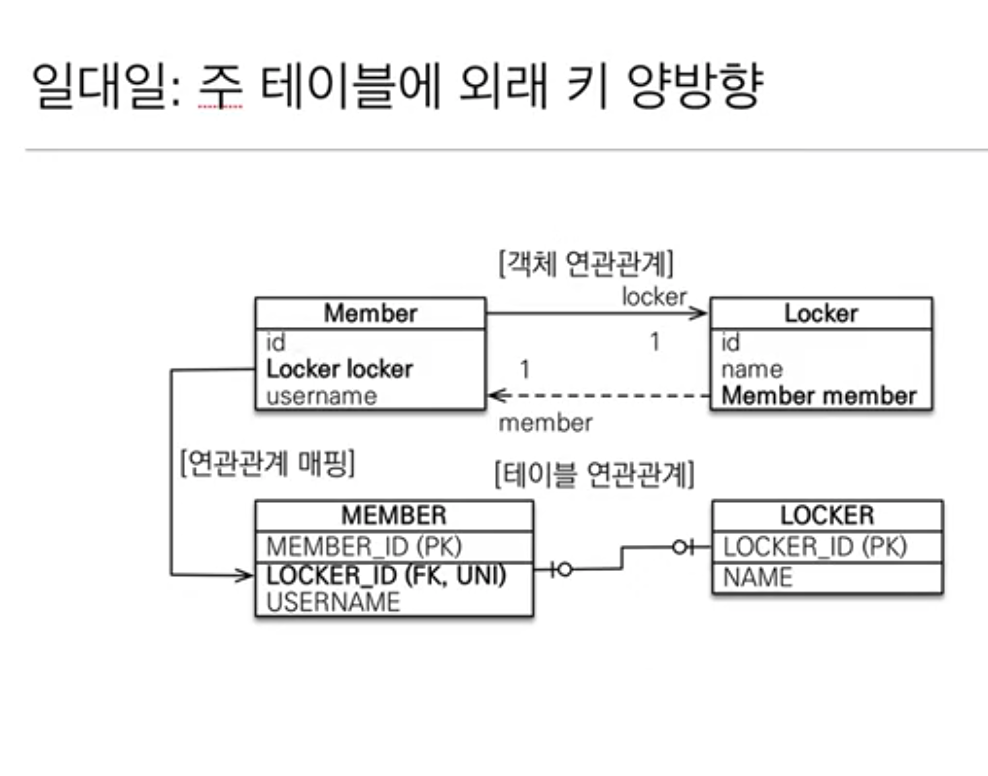 일대일: 주 테이블에 외래 키 양방향
[객체 연관관계]
locker
Member
id
Locker locker
username
1
1
member
Locker
id
name
Member member
[연관관계 매핑]
[테이블 연관관계]
MEMBER
MEMBER_ID (PK)
LOCKER_ID (FK, UNI)
USERNAME
LOCKER
LOCKER_ID (PK)
NAME